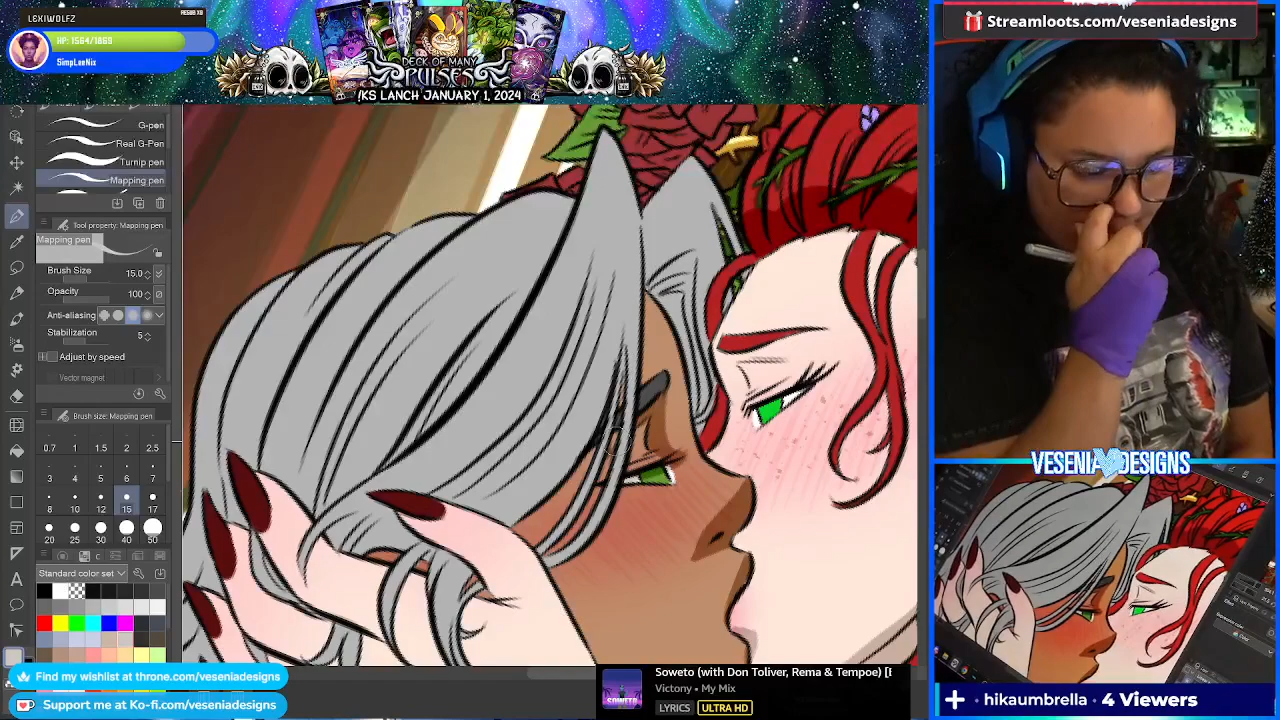 LEXIWOLFZ
HP: 1564/1869
SimpLeeNix
DECK OF MANY
PULSES
!KS LANCH JANUARY 1, 2024
Streamloots.com/veseniadesigns
G-pen
Real G-Pen
Turnip pen
Mapping pen
Tool property: Mapping pen
Mapping pen
Brush Size 15.0
Opacity 100
Anti-aliasing
Stabilization
5
Adjust by speed
Vector magnet
Brush size: Mapping pen
0.7 1 1.5 2 2.5
3 4 5 6 7
8 10 12 15 17
20 25 30 40 50
Standard color set
VESENIA DESIGNS
Find my wishlist at throne.com/veseniadesigns
Support me at Ko-fi.com/veseniadesigns
Soweto (with Don Toliver, Rema & Tempoe) [
Victony • My Mix
LYRICS ULTRA HD
hikaumbrella • 4 Viewers